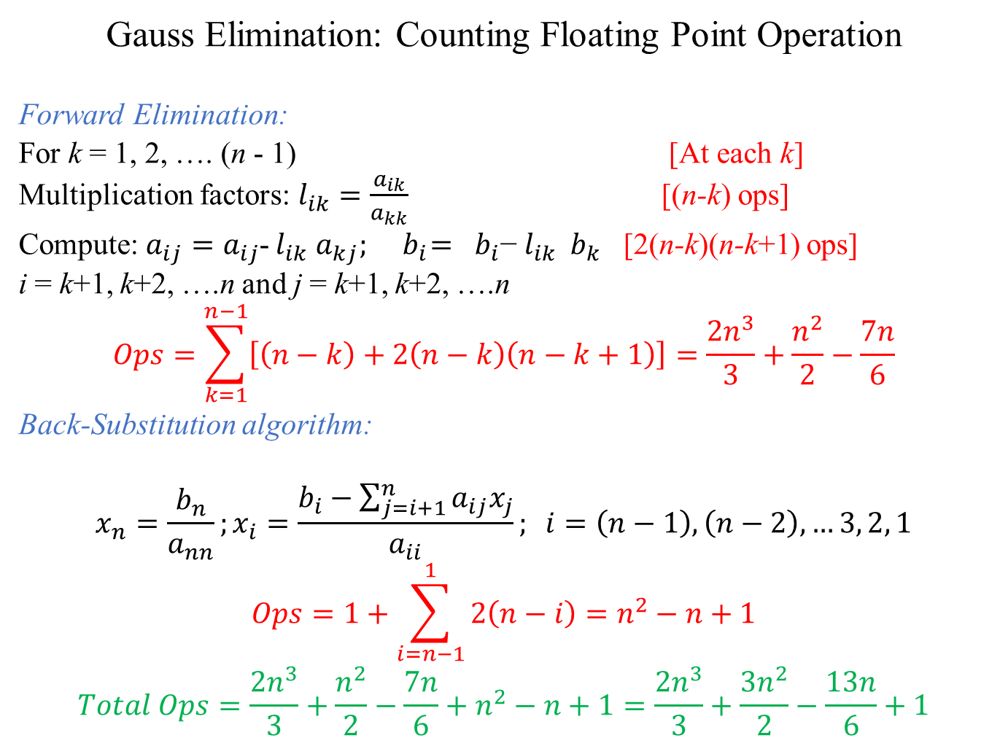 Gauss Elimination: Counting Floating Point Operation
Forward Elimination:
For k = 1, 2, …. (n - 1) [At each k]
Multiplication factors: l_{ik} = \frac{a_{ik}}{a_{kk}} [(n-k) ops]
Compute: a_{ij} = a_{ij}- l_{ik} a_{kj}; b_i = b_i − l_{ik} b_k [2(n-k)(n-k+1) ops]
i = k+1, k+2, ….n and j = k+1, k+2, ….n
Ops = \sum_{k=1}^{n−1} [(n − k) + 2(n − k)(n − k + 1)] = \frac{2n^3}{3} + \frac{n^2}{2} − \frac{7n}{6}
Back-Substitution algorithm:
x_n = \frac{b_n}{a_{nn}}; x_i = \frac{b_i − \sum_{j=i+1}^{n} a_{ij} x_j}{a_{ii}}; i = (n − 1), (n − 2), … 3, 2, 1
Ops = 1 + \sum_{i=n−1}^{1} 2(n − i) = n^2 − n + 1
Total Ops = \frac{2n^3}{3} + \frac{n^2}{2} − \frac{7n}{6} + n^2 − n + 1 = \frac{2n^3}{3} + \frac{3n^2}{2} − \frac{13n}{6} + 1